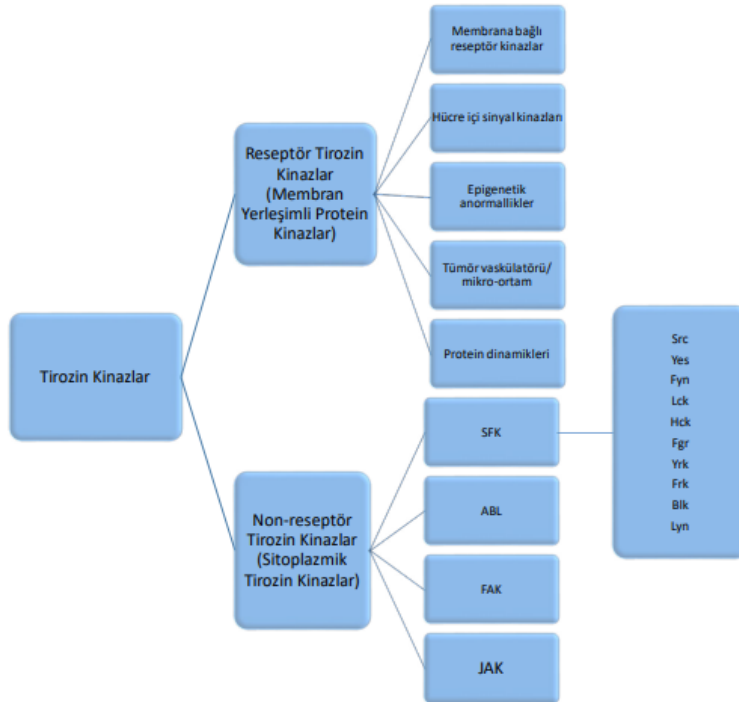 Membrana bağlı
reseptör kinazlar
Hücre içi sinyal kinazları
Reseptör Tirozin
Kinazlar
(Membran
Yerleşimli Protein
Kinazlar)
Epigenetik
anormallikler
Tümör vaskülatörü/
mikro-ortam
Protein dinamikleri
Tirozin Kinazlar
SFK
Src
Yes
Fyn
Lck
Hck
Fgr
Yrk
Frk
Blk
Lyn
Non-reseptör
Tirozin Kinazlar
(Sitoplazmik
Tirozin Kinazlar)
ABL
FAK
JAK